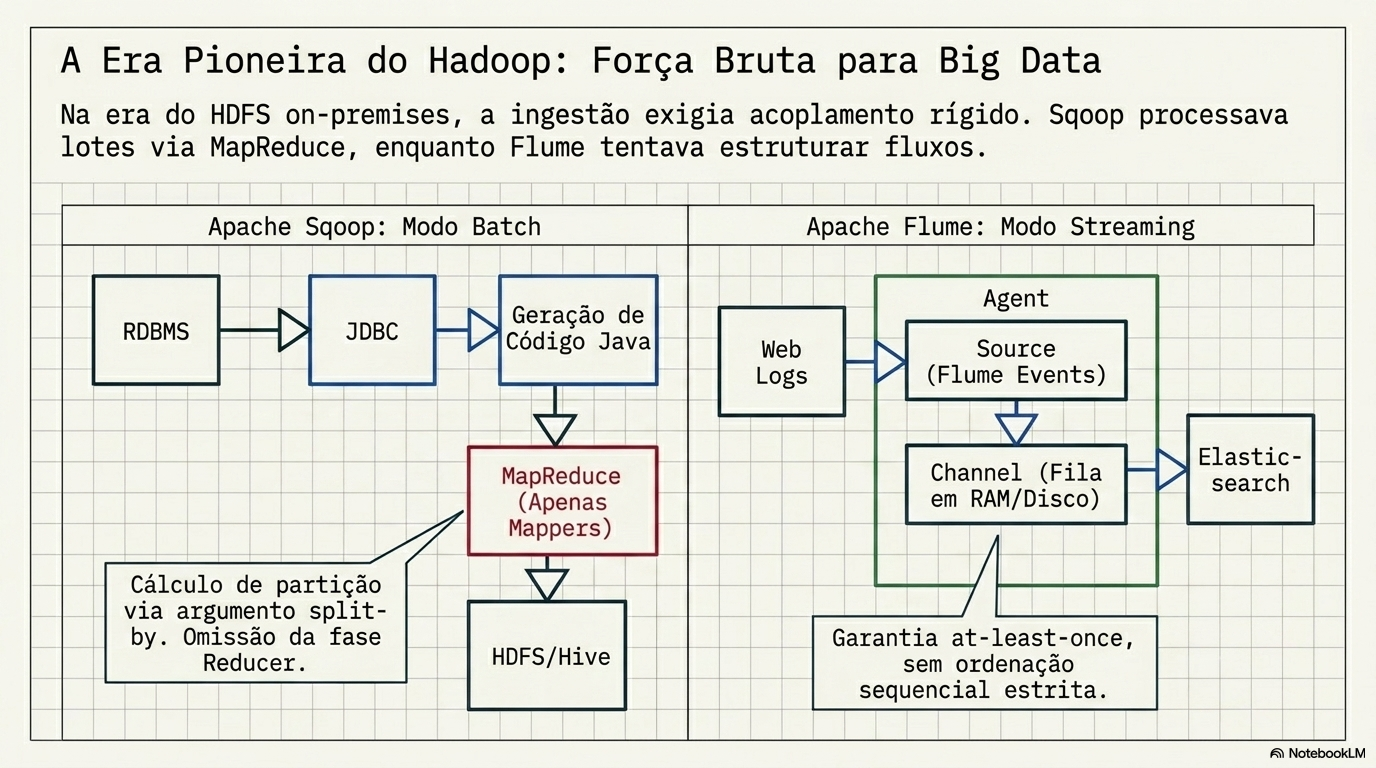 A Era Pioneira do Hadoop: Força Bruta para Big Data
Na era do HDFS on-premises, a ingestão exigia acoplamento rígido. Sqoop processava
lotes via MapReduce, enquanto Flume tentava estruturar fluxos.
Apache Sqoop: Modo Batch
RDBMS
JDBC
Geração de
Código Java
MapReduce
(Apenas
Mappers)
Cálculo de partição
via argumento split-
by. Omissão da fase
Reducer.
HDFS/Hive
Apache Flume: Modo Streaming
Web
Logs
Agent
Source
(Flume Events)
Channel (Fila
em RAM/Disco)
Elastic-
search
Garantia at-least-once,
sem ordenação
sequencial estrita.
NotebookLM